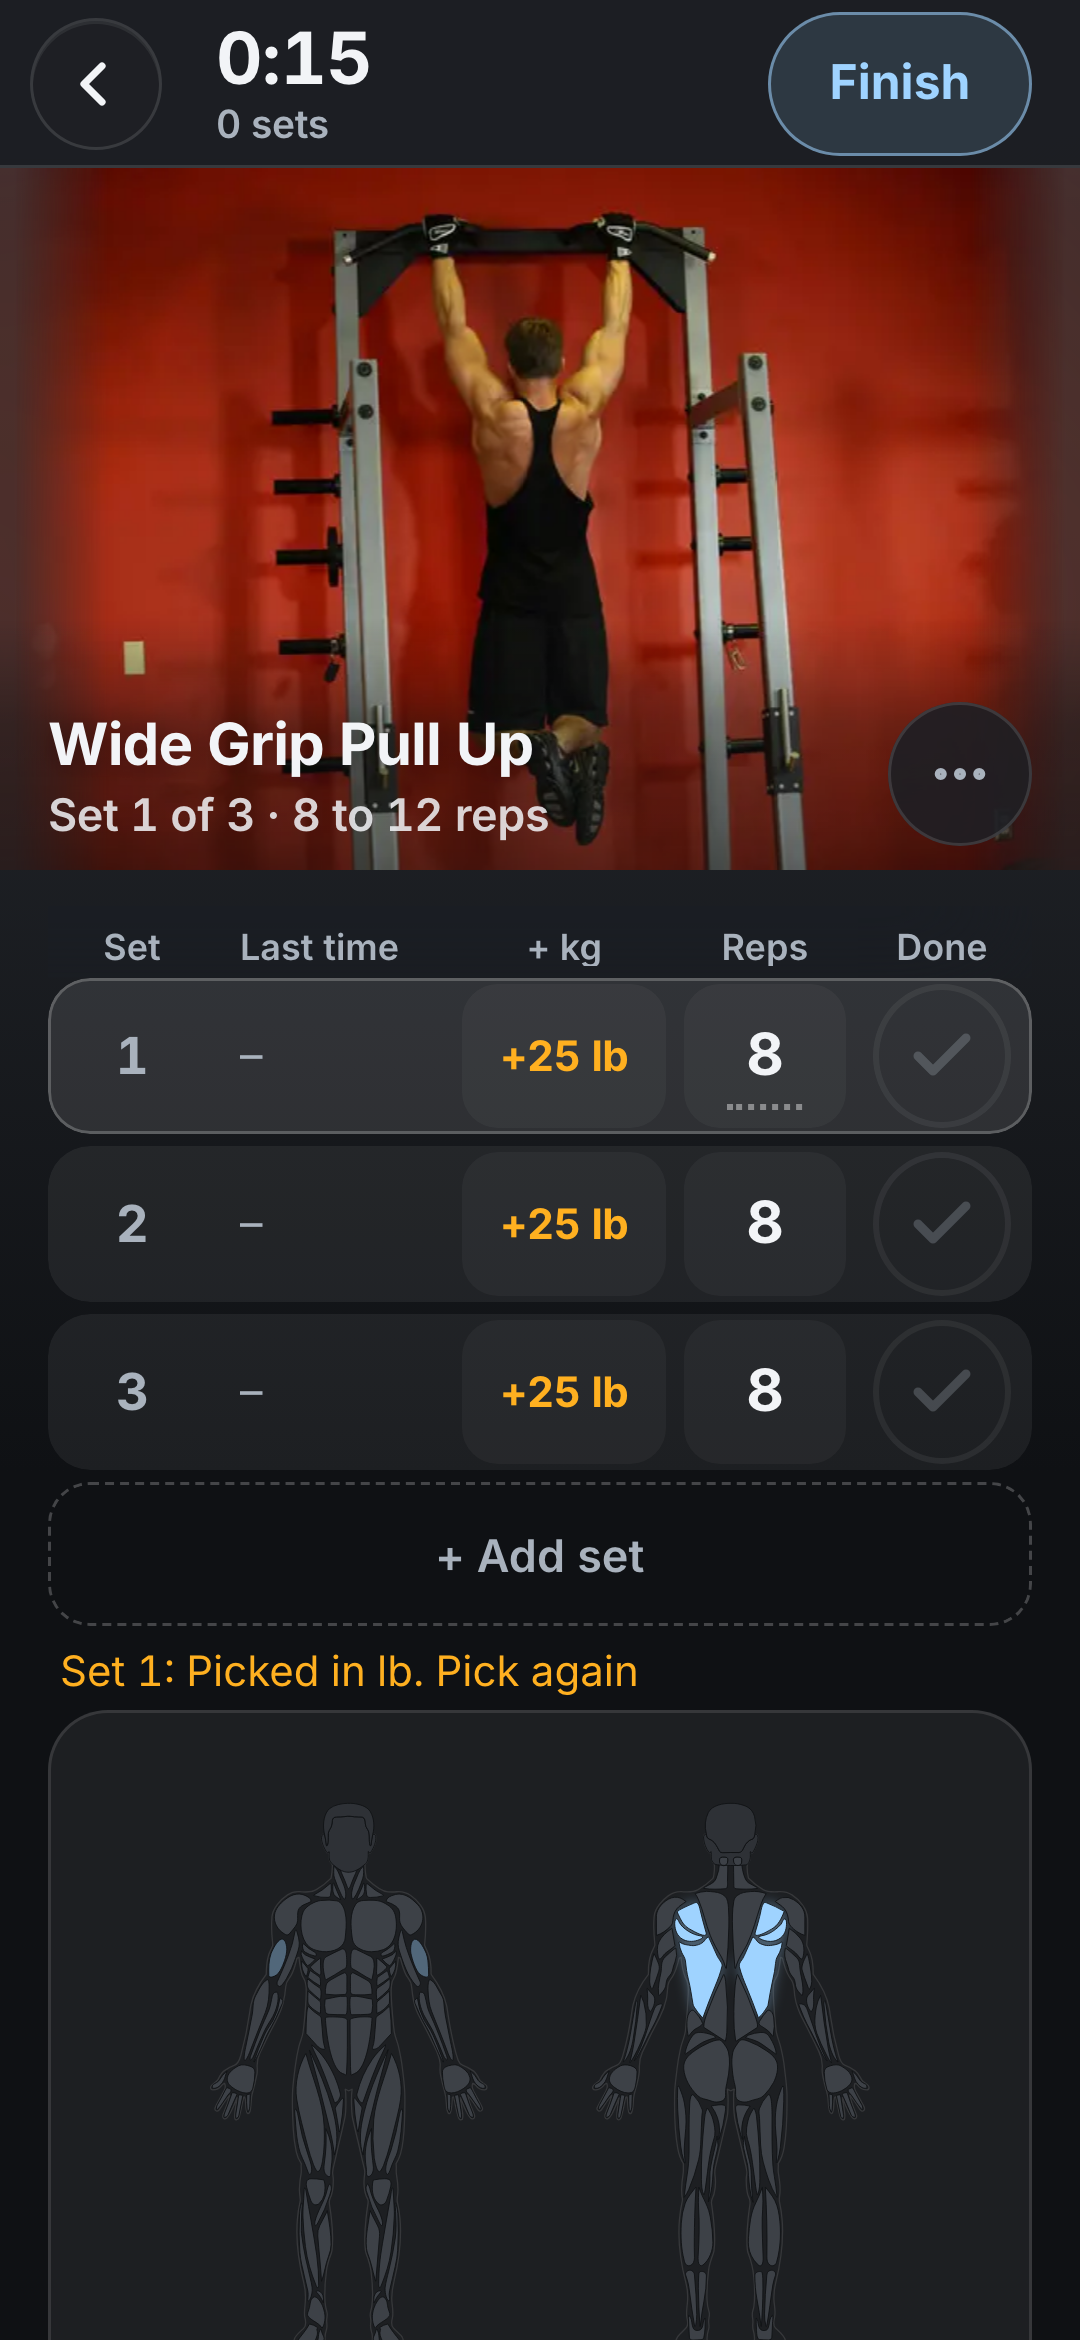 0:15
Finish
0 sets
Wide Grip Pull Up
Set 1 of 3 · 8 to 12 reps
Set Last time + kg Reps Done
1 – +25 lb 8
2 – +25 lb 8
3 – +25 lb 8
+ Add set
Set 1: Picked in lb. Pick again